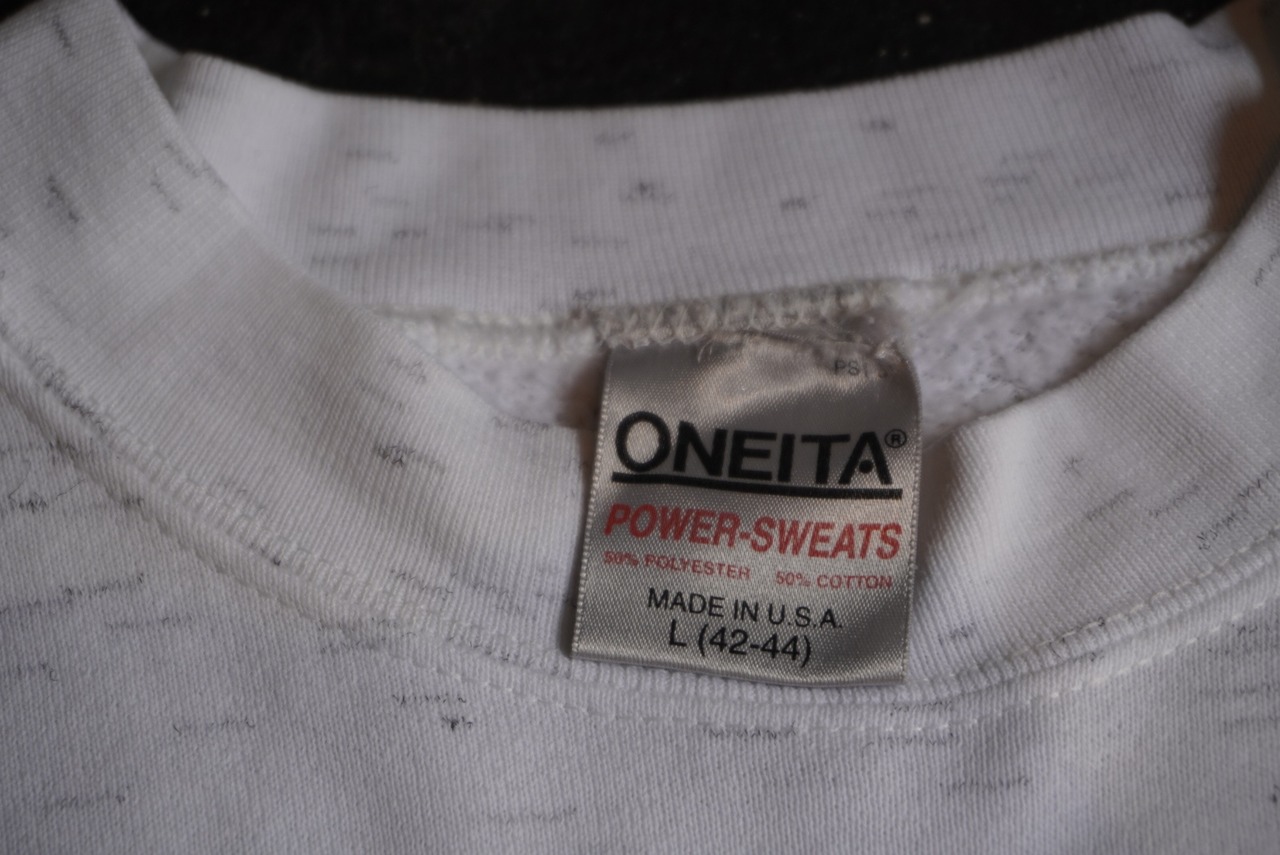 ONEITA®
POWER-SWEATS
50% POLYESTER 50% COTTON
MADE IN U.S.A.
L (42-44)